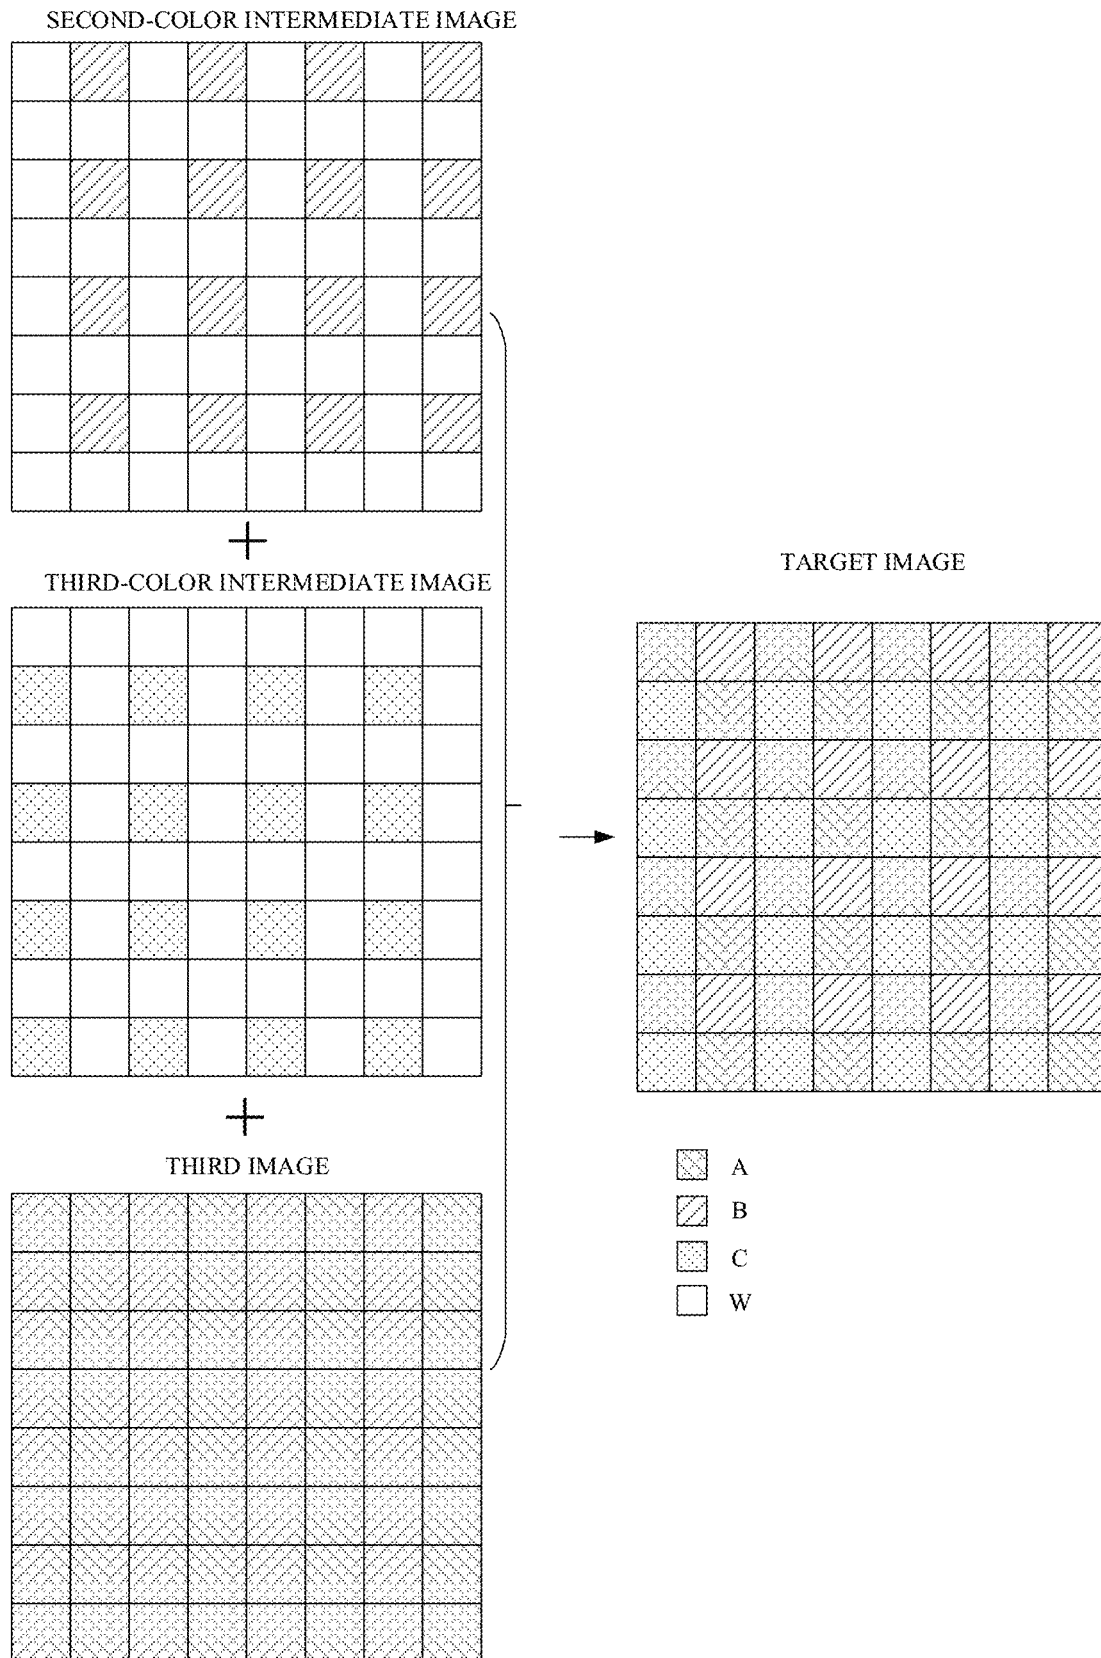 SECOND-COLOR INTERMEDIATE IMAGE
THIRD-COLOR INTERMEDIATE IMAGE
THIRD IMAGE
TARGET IMAGE
A
B
C
W